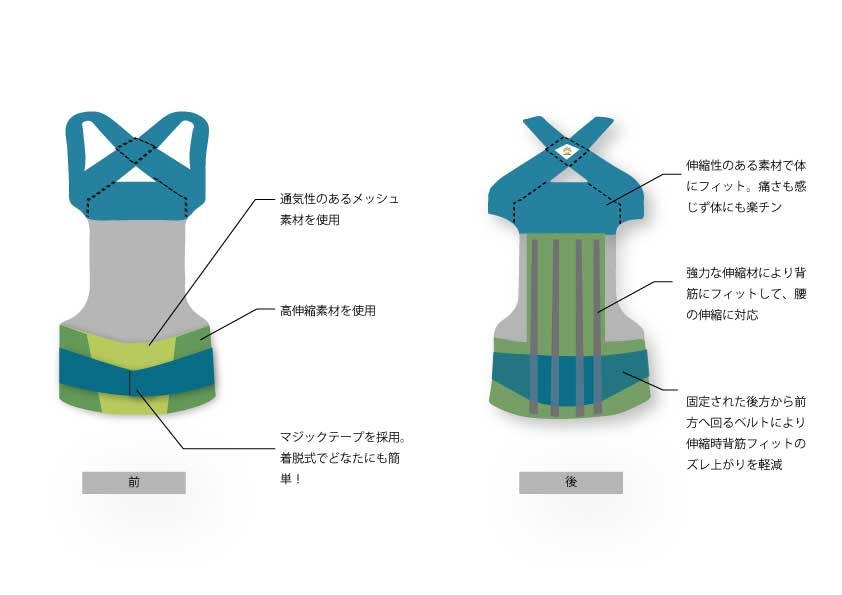 通気性のあるメッシュ
素材を使用
高伸縮素材を使用
マジックテープを採用。
着脱式でどなたにも簡
単！
前
伸縮性のある素材で体
にフィット。痛さも感
じず体にも楽チン
強力な伸縮材により背
筋にフィットして、腰
の伸縮に対応
固定された後方から前
方へ回るベルトにより
伸縮時背筋フィットの
ズレ上がりを軽減
後